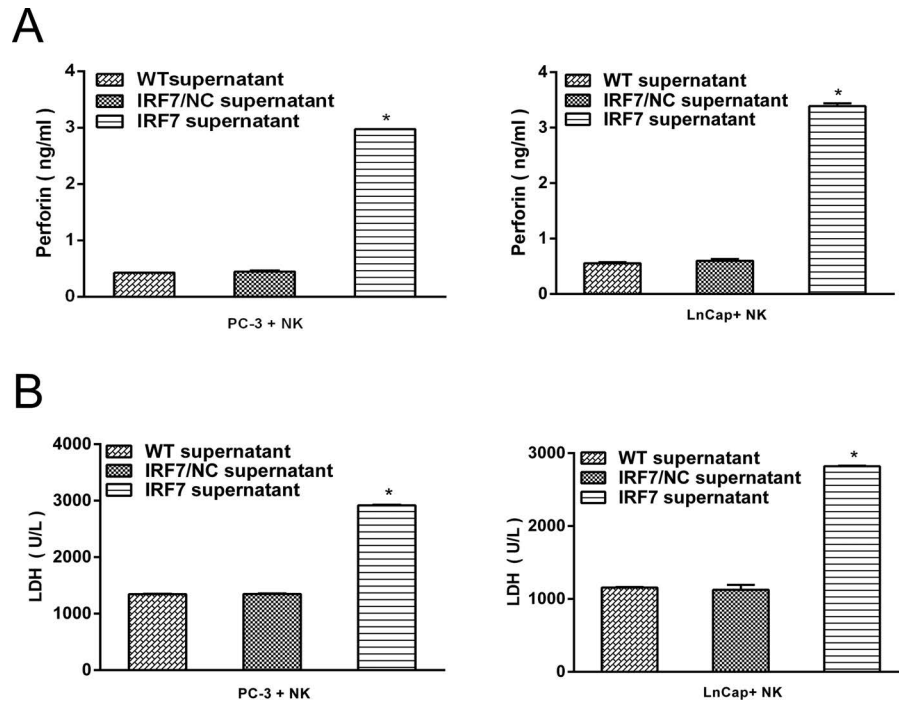 A
Perforin ( ng/ml )
4
3
2
1
0
WTsupernatant
IRF7/NC supernatant
IRF7 supernatant
*
PC-3 + NK
Perforin ( ng/ml )
4
3
2
1
0
WT supernatant
IRF7/NC supernatant
IRF7 supernatant
*
LnCap+ NK
B
LDH ( U/L )
4000
3000
2000
1000
0
WT supernatant
IRF7/NC supernatant
IRF7 supernatant
*
PC-3 + NK
LDH ( U/L )
3000
2000
1000
0
WT supernatant
IRF7/NC supernatant
IRF7 supernatant
*
LnCap+ NK